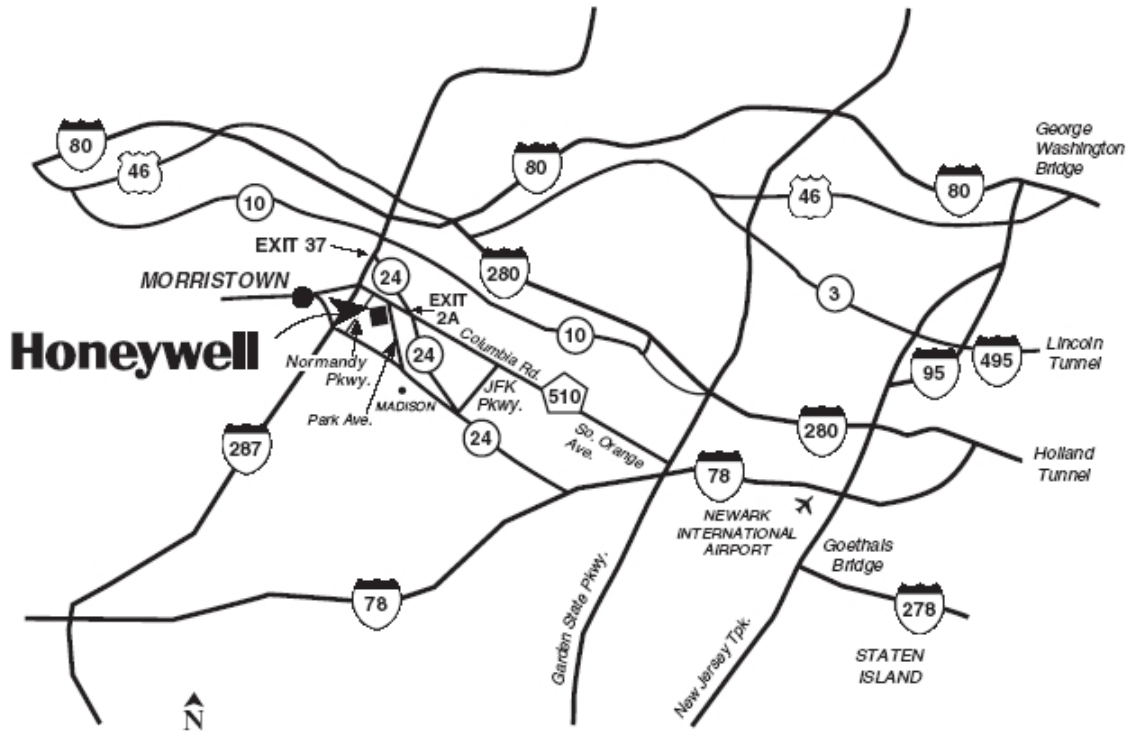 80
46
80
46
80
George
Washington
Bridge
10
EXIT 37
24
280
MORRISTOWN
EXIT
2A
3
Honeywell
Normandy
Pkwy.
24
Columbia Rd.
10
Lincoln
Tunnel
95
495
Park Ave.
MADISON
JFK
Pkwy.
510
287
24
So. Orange
Ave.
280
Holland
Tunnel
78
NEWARK
INTERNATIONAL
AIRPORT
Goethals
Bridge
78
Garden State Pkwy.
278
New Jersey Tpk.
STATEN
ISLAND
N